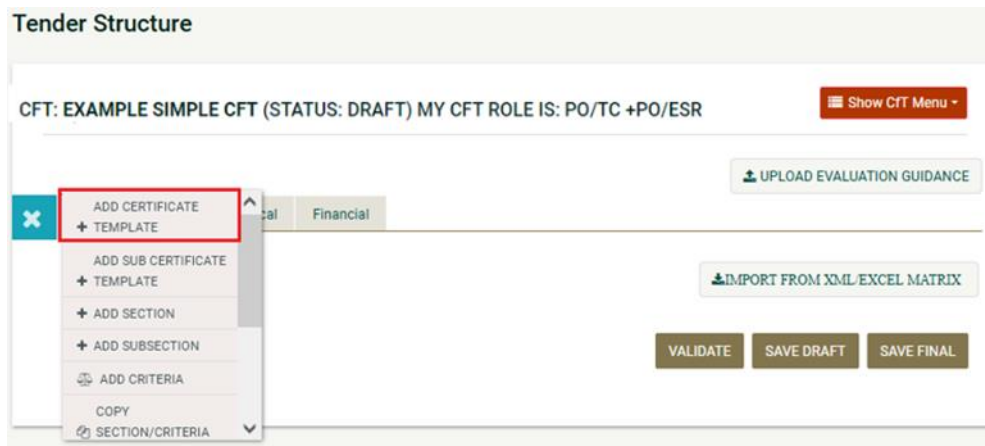 Tender Structure
CFT: EXAMPLE SIMPLE CFT (STATUS: DRAFT) MY CFT ROLE IS: PO/TC +PO/ESR
Show CfT Menu
UPLOAD EVALUATION GUIDANCE
cal Financial
ADD CERTIFICATE
+ TEMPLATE
ADD SUB CERTIFICATE
+ TEMPLATE
+ ADD SECTION
+ ADD SUBSECTION
ADD CRITERIA
COPY
SECTION/CRITERIA
IMPORT FROM XML/EXCEL MATRIX
VALIDATE SAVE DRAFT SAVE FINAL